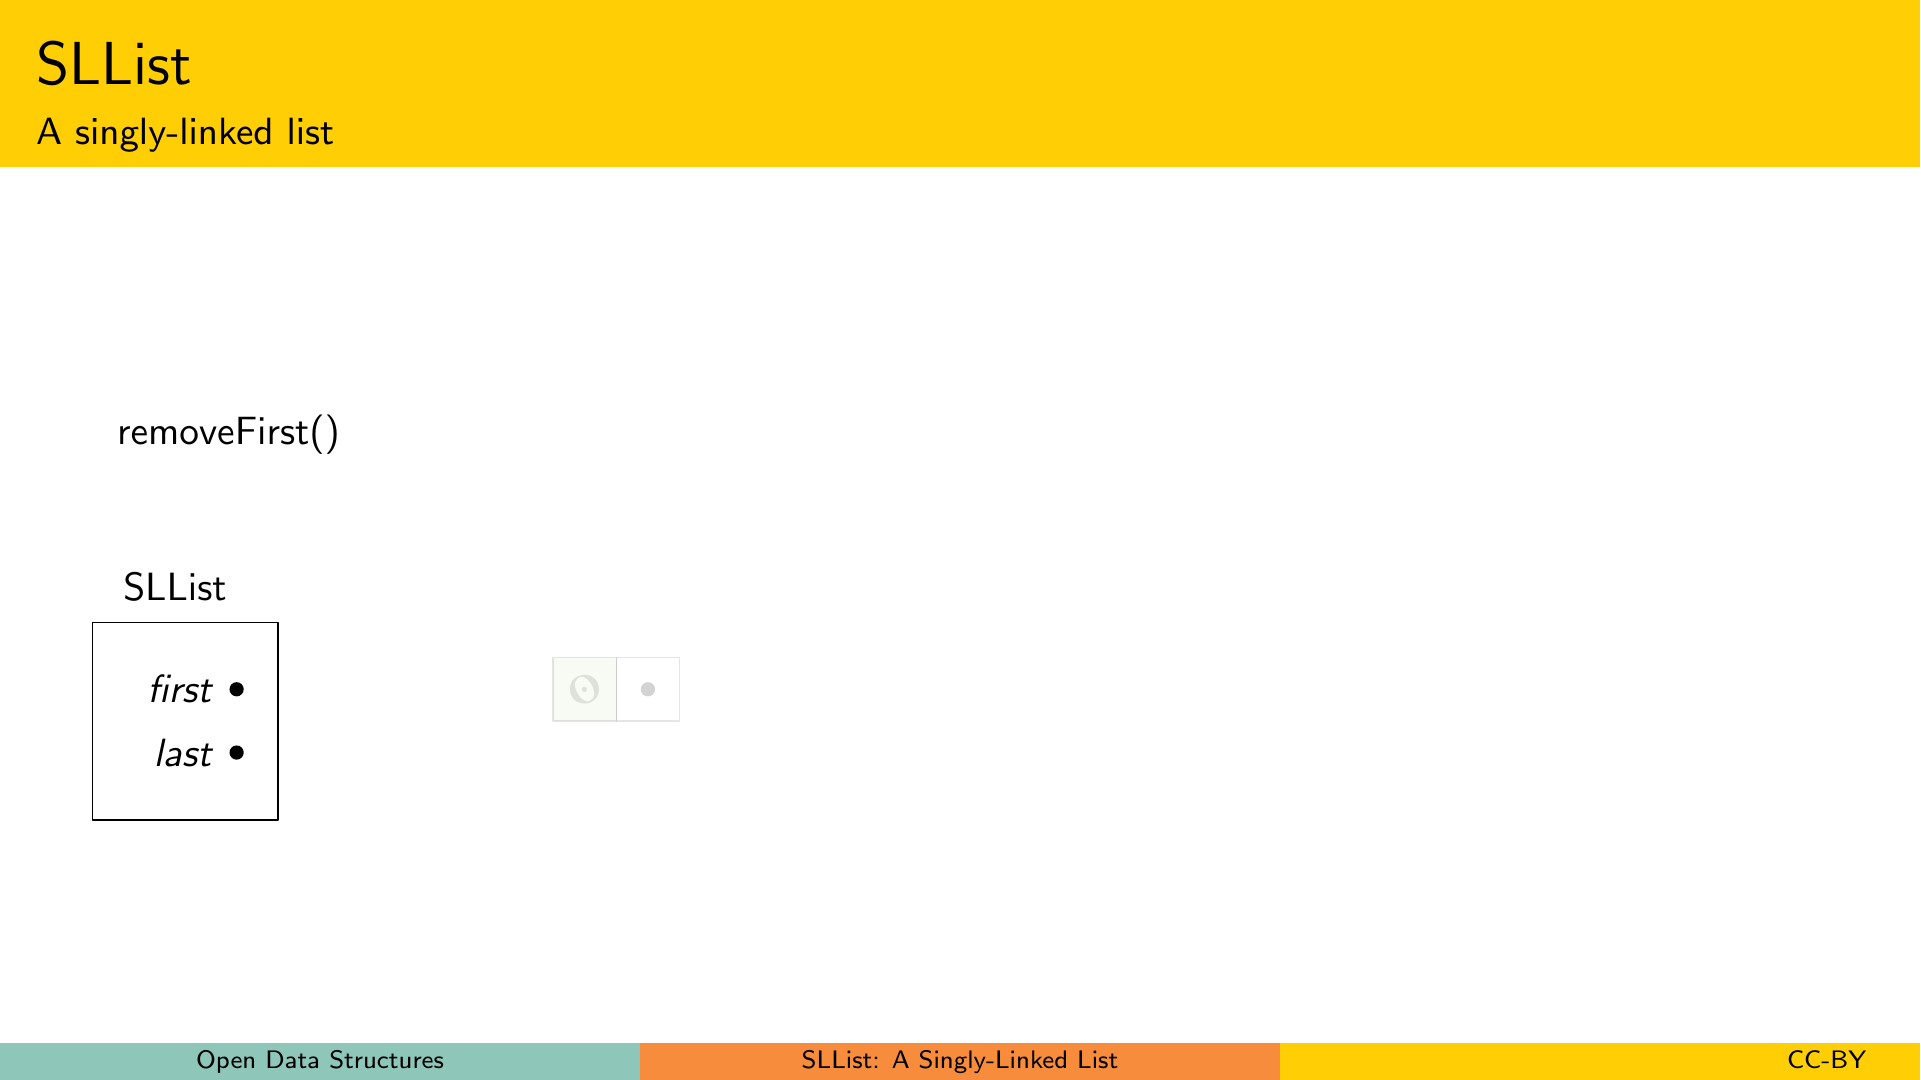 SLList
A singly-linked list
removeFirst()
SLList
first
last
Open Data Structures
SLList: A Singly-Linked List
CC-BY